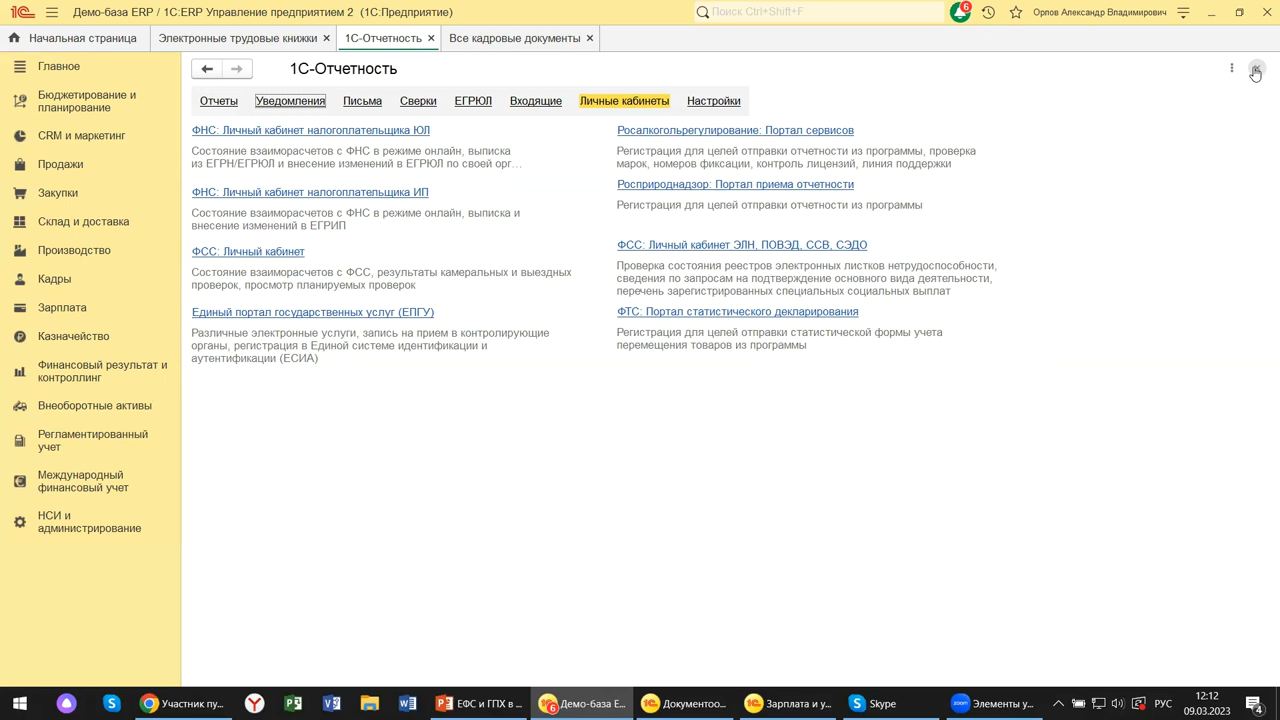 Демо-база ERP / 1С:ERP Управление предприятием 2 (1С:Предприятие)
Поиск Ctrl+Shift+F
6
Орлов Александр Владимирович
Начальная страница
Электронные трудовые книжки ×
1С-Отчетность ×
Все кадровые документы ×
Главное
Бюджетирование и
планирование
CRM и маркетинг
Продажи
Закупки
Склад и доставка
Производство
Кадры
Зарплата
Казначейство
Финансовый результат и
контроллинг
Внеоборотные активы
Регламентированный
учет
Международный
финансовый учет
НСИ и
администрирование
1С-Отчетность
Отчеты Уведомления Письма Сверки ЕГРЮЛ Входящие Личные кабинеты Настройки
ФНС: Личный кабинет налогоплательщика ЮЛ
Состояние взаиморасчетов с ФНС в режиме онлайн, выписка
из ЕГРН/ЕГРЮЛ и внесение изменений в ЕГРЮЛ по своей орг...
ФНС: Личный кабинет налогоплательщика ИП
Состояние взаиморасчетов с ФНС в режиме онлайн, выписка и
внесение изменений в ЕГРИП
ФСС: Личный кабинет
Состояние взаиморасчетов с ФСС, результаты камеральных и выездных
проверок, просмотр планируемых проверок
Единый портал государственных услуг (ЕПГУ)
Различные электронные услуги, запись на прием в контролирующие
органы, регистрация в Единой системе идентификации и
аутентификации (ЕСИА)
Росалкогольрегулирование: Портал сервисов
Регистрация для целей отправки отчетности из программы, проверка
марок, номеров фиксации, контроль лицензий, линия поддержки
Росприроднадзор: Портал приема отчетности
Регистрация для целей отправки отчетности из программы
ФСС: Личный кабинет ЭЛН, ПОВЭД, ССВ, СЭДО
Проверка состояния реестров электронных листков нетрудоспособности,
сведения по запросам на подтверждение основного вида деятельности,
перечень зарегистрированных специальных социальных выплат
ФТС: Портал статистического декларирования
Регистрация для целей отправки статистической формы учета
перемещения товаров из программы
Участник пу...
ЕФС и ГПХ в ...
6
Демо-база Е...
Документоо...
Зарплата и у...
Skype
zoom
Элементы у...
РУС
12:12
09.03.2023
4